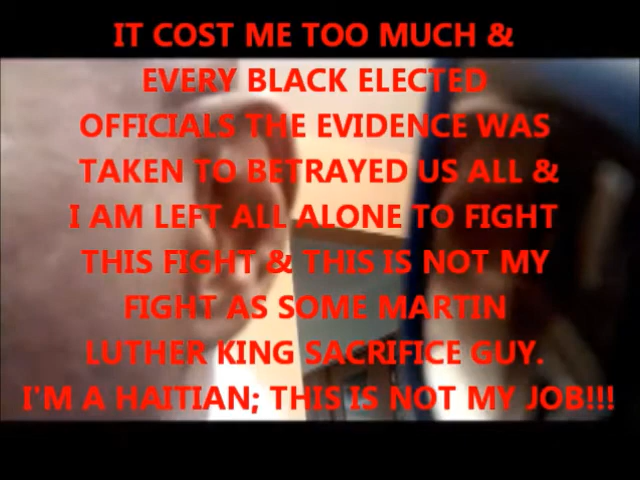 IT COST ME TOO MUCH &
EVERY BLACK ELECTED
OFFICIALS THE EVIDENCE WAS
TAKEN TO BETRAYED US ALL &
I AM LEFT ALL ALONE TO FIGHT
THIS FIGHT & THIS IS NOT MY
FIGHT AS SOME MARTIN
LUTHER KING SACRIFICE GUY.
I'M A HAITIAN; THIS IS NOT MY JOB!!!